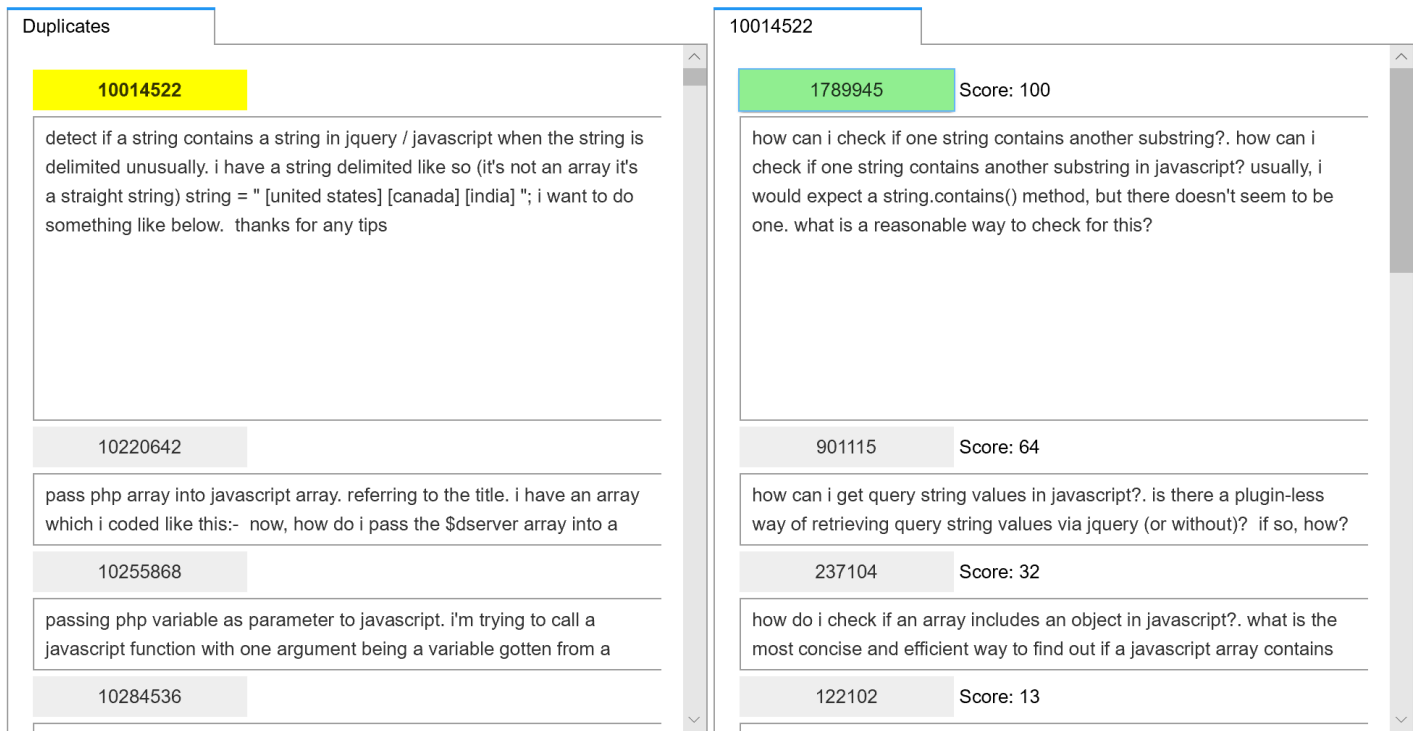 Duplicates
10014522
detect if a string contains a string in jquery / javascript when the string is
delimited unusually. i have a string delimited like so (it's not an array it's
a straight string) string = " [united states] [canada] [india] "; i want to do
something like below.  thanks for any tips
10220642
pass php array into javascript array. referring to the title. i have an array
which i coded like this:-  now, how do i pass the $dserver array into a
10255868
passing php variable as parameter to javascript. i'm trying to call a
javascript function with one argument being a variable gotten from a
10284536
10014522
1789945 Score: 100
how can i check if one string contains another substring?. how can i
check if one string contains another substring in javascript? usually, i
would expect a string.contains() method, but there doesn't seem to be
one. what is a reasonable way to check for this?
901115 Score: 64
how can i get query string values in javascript?. is there a plugin-less
way of retrieving query string values via jquery (or without)?  if so, how?
237104 Score: 32
how do i check if an array includes an object in javascript?. what is the
most concise and efficient way to find out if a javascript array contains
122102 Score: 13